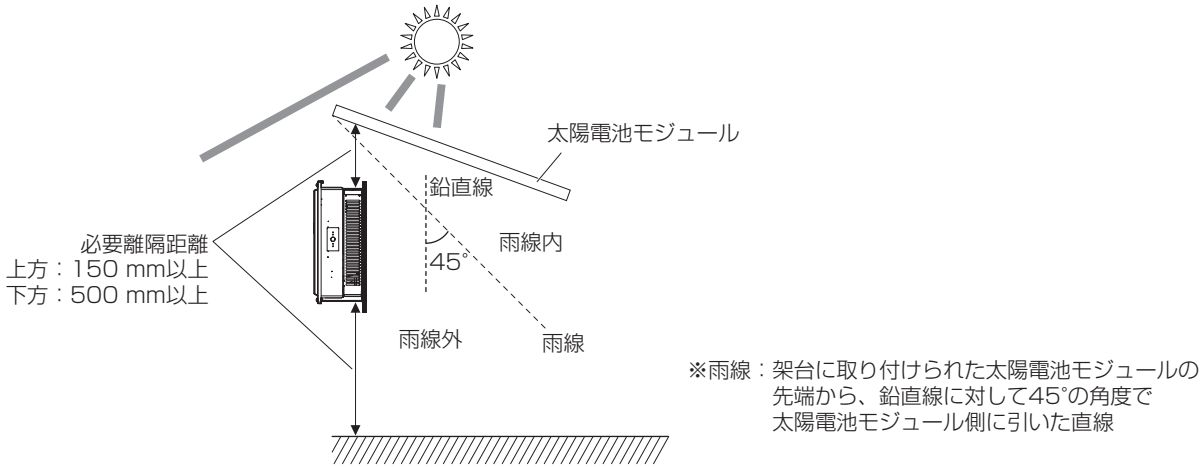 太陽電池モジュール
鉛直線
雨線内
45°
必要離隔距離
上方：150 mm以上
下方：500 mm以上
雨線外
雨線
※雨線：架台に取り付けられた太陽電池モジュールの
先端から、鉛直線に対して45°の角度で
太陽電池モジュール側に引いた直線